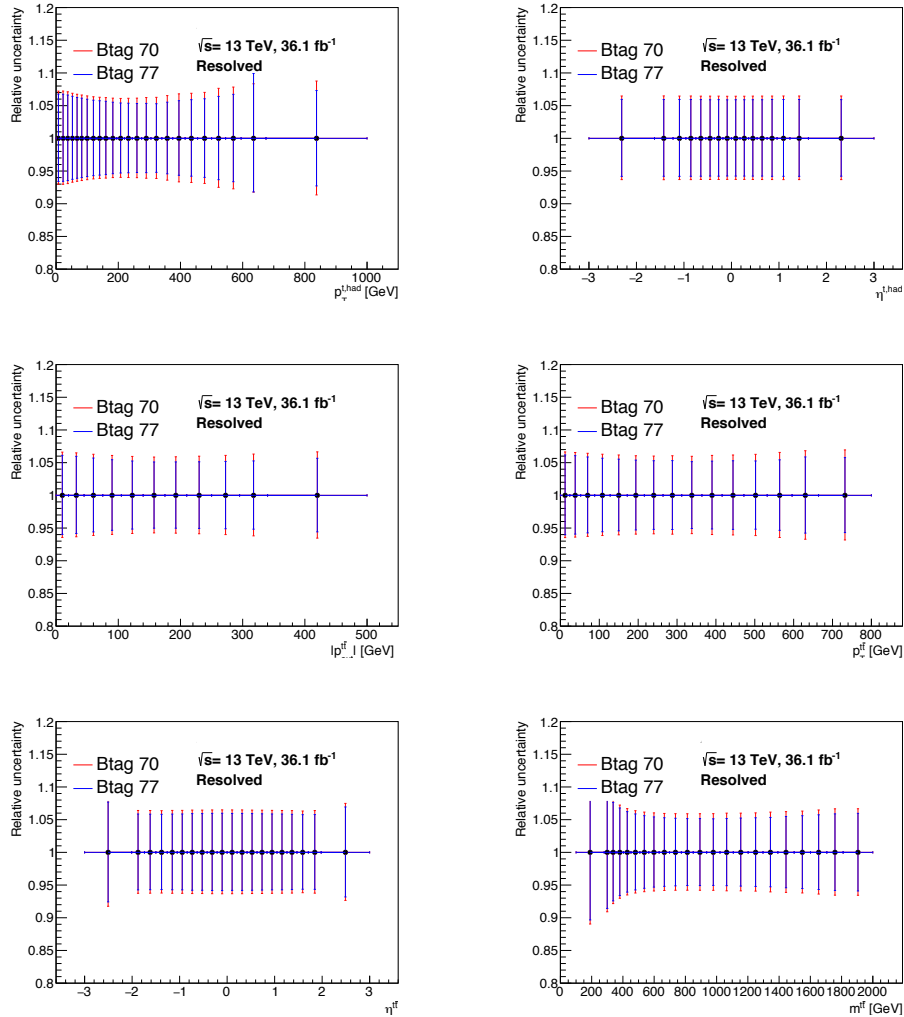 Relative uncertainty
1.2
1.15
1.1
1.05
1
0.95
0.9
0.85
0.8
Btag 70
Btag 77
√s= 13 TeV, 36.1 fb⁻¹
Resolved
0 200 400 600 800 1000
[GeV]
Relative uncertainty
1.2
1.15
1.1
1.05
1
0.95
0.9
0.85
0.8
Btag 70
Btag 77
√s= 13 TeV, 36.1 fb⁻¹
Resolved
−3 −2 −1 0 1 2 3
η^t,had
Relative uncertainty
1.2
1.15
1.1
1.05
1
0.95
0.9
0.85
0.8
Btag 70
Btag 77
√s= 13 TeV, 36.1 fb⁻¹
Resolved
0 100 200 300 400 500
[GeV]
Relative uncertainty
1.2
1.15
1.1
1.05
1
0.95
0.9
0.85
0.8
Btag 70
Btag 77
√s= 13 TeV, 36.1 fb⁻¹
Resolved
0 100 200 300 400 500 600 700 800
[GeV]
Relative uncertainty
1.2
1.15
1.1
1.05
1
0.95
0.9
0.85
0.8
Btag 70
Btag 77
√s= 13 TeV, 36.1 fb⁻¹
Resolved
−3 −2 −1 0 1 2 3
η^tt̄
Relative uncertainty
1.2
1.15
1.1
1.05
1
0.95
0.9
0.85
0.8
Btag 70
Btag 77
√s= 13 TeV, 36.1 fb⁻¹
Resolved
200 400 600 800 1000 1200 1400 1600 1800 2000
m^tt̄ [GeV]